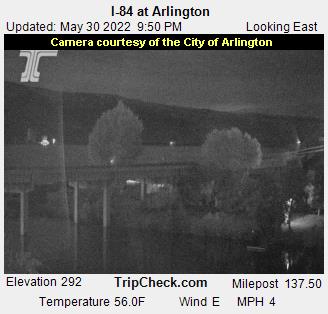 I-84 at Arlington
Updated: May 30 2022 9:50 PM Looking East
Camera courtesy of the City of Arlington
Elevation 292 TripCheck.com Milepost 137.50
Temperature 56.0F Wind E MPH 4